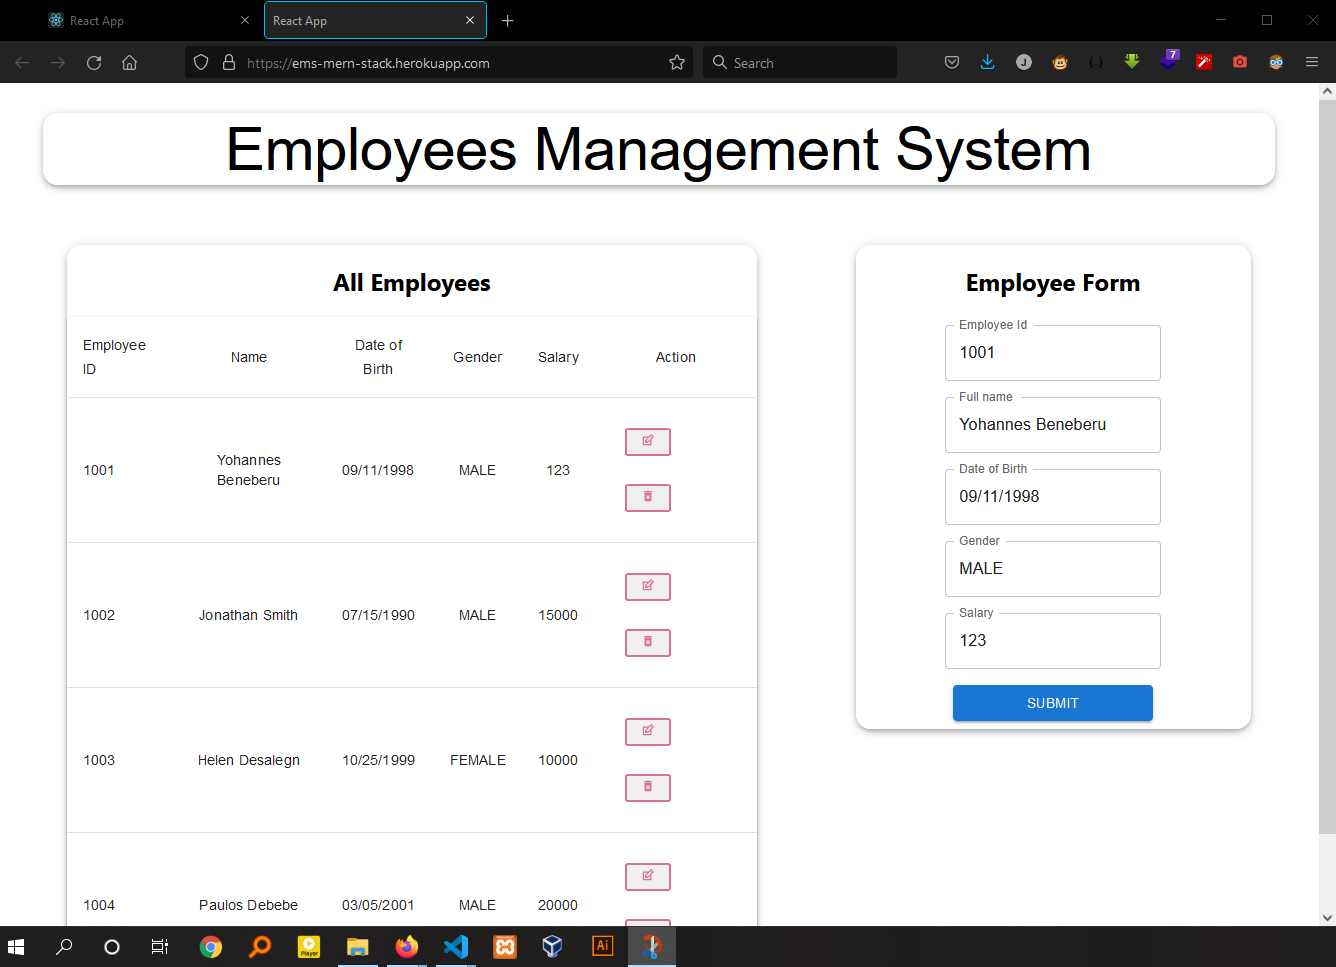 React App
React App
7
https://ems-mern-stack.herokuapp.com
Search
J
{..}
Employees Management System
All Employees
Employee ID
Name
Date of Birth
Gender
Salary
Action
1001
Yohannes Beneberu
09/11/1998
MALE
123
1002
Jonathan Smith
07/15/1990
MALE
15000
1003
Helen Desalegn
10/25/1999
FEMALE
10000
1004
Paulos Debebe
03/05/2001
MALE
20000
Employee Form
Employee Id
1001
Full name
Yohannes Beneberu
Date of Birth
09/11/1998
Gender
MALE
Salary
123
SUBMIT
Player
Ai